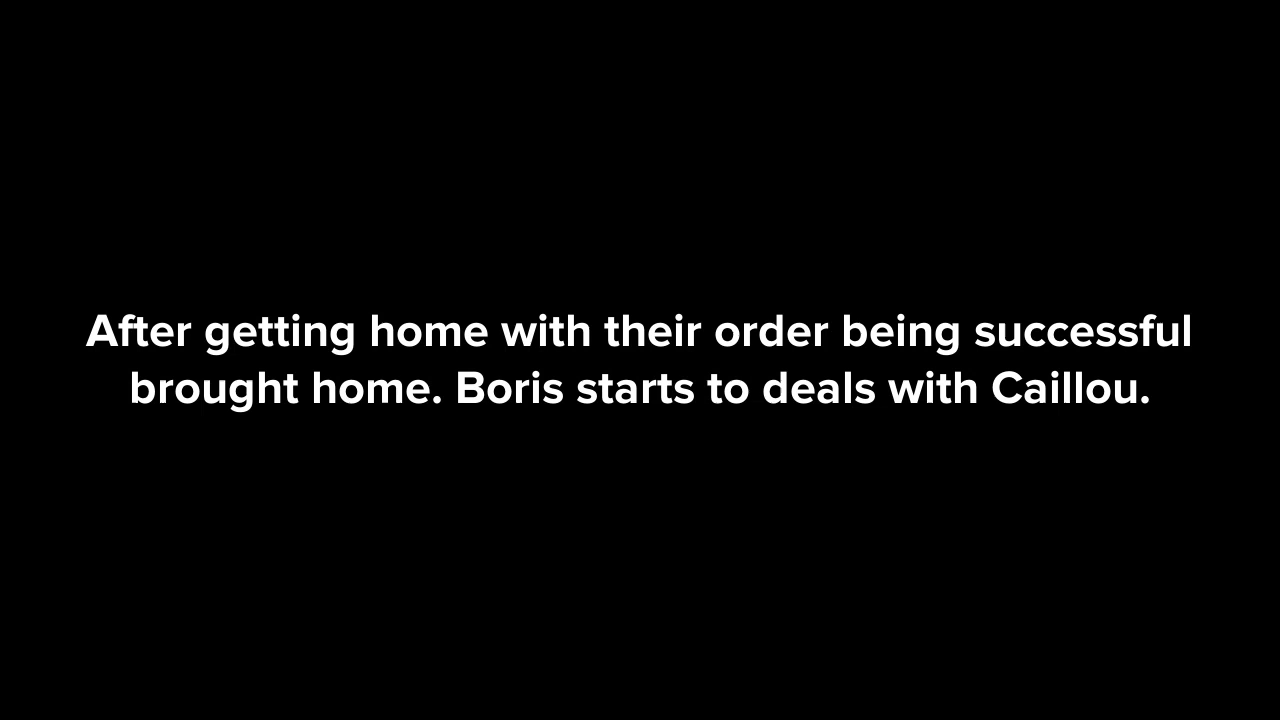 After getting home with their order being successful
brought home. Boris starts to deals with Caillou.